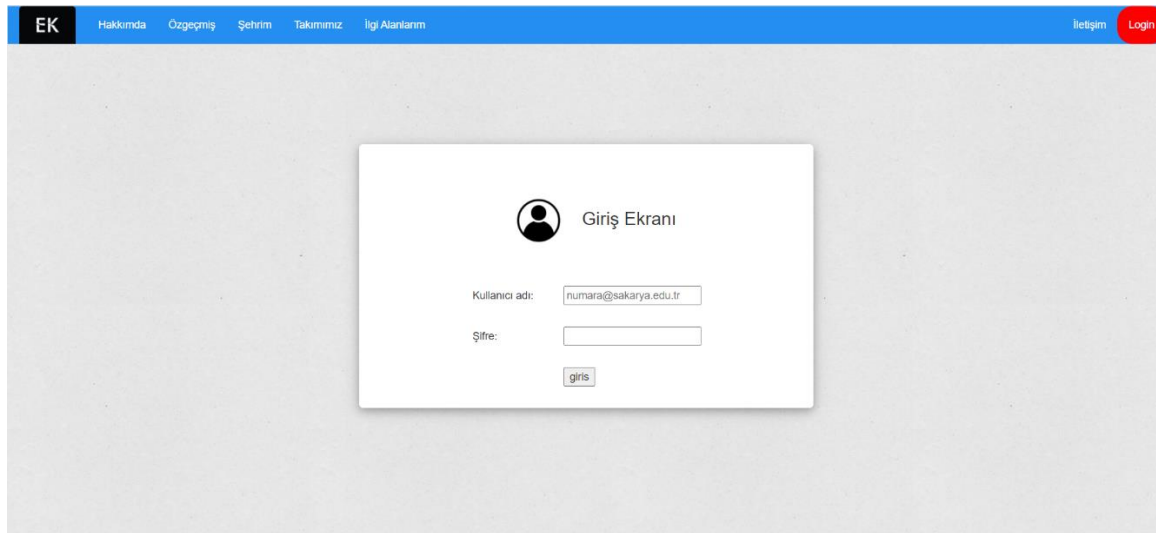 EK Hakkımda Özgeçmiş Şehrim Takımımız İlgi Alanlarım İletişim Login
Giriş Ekranı
Kullanıcı adı: numara@sakarya.edu.tr
Şifre:
giris